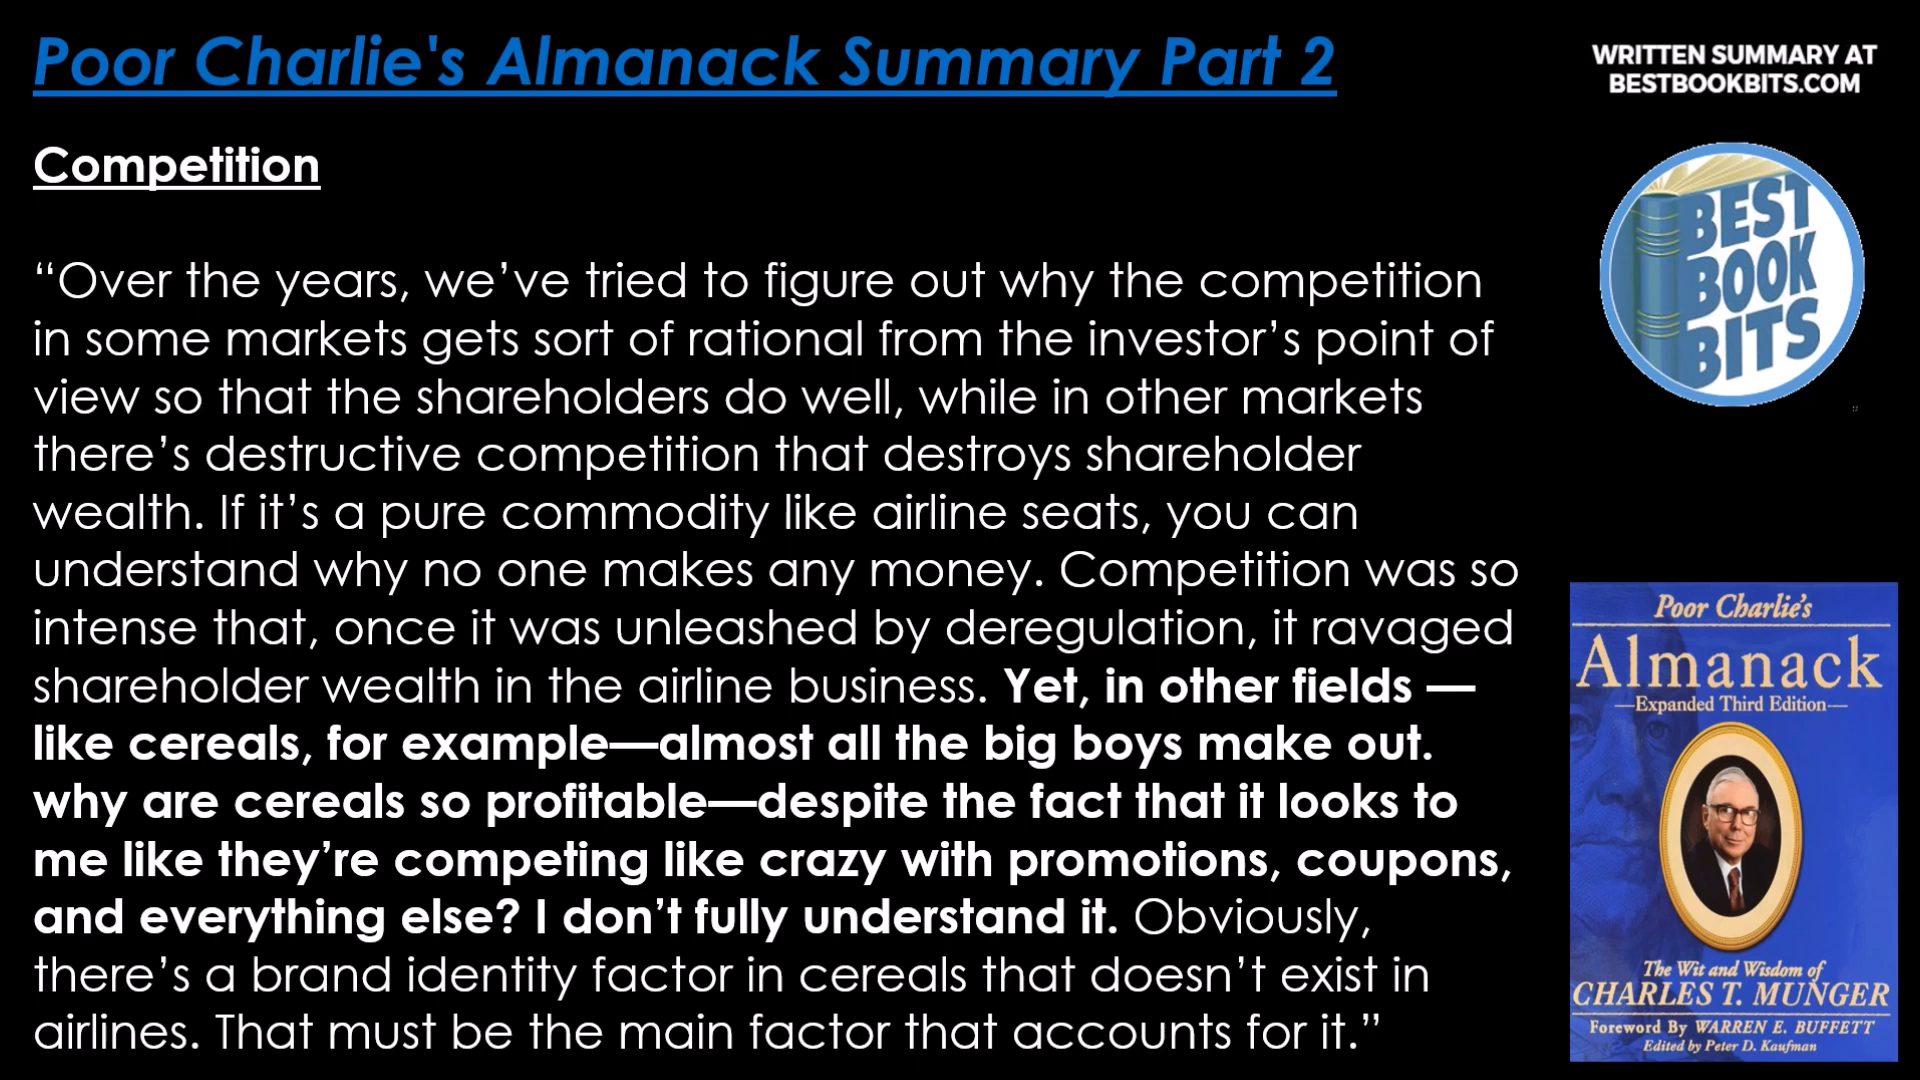 Poor Charlie's Almanack Summary Part 2
WRITTEN SUMMARY AT
BESTBOOKBITS.COM
Competition
“Over the years, we’ve tried to figure out why the competition
in some markets gets sort of rational from the investor’s point of
view so that the shareholders do well, while in other markets
there’s destructive competition that destroys shareholder
wealth. If it’s a pure commodity like airline seats, you can
understand why no one makes any money. Competition was so
intense that, once it was unleashed by deregulation, it ravaged
shareholder wealth in the airline business. Yet, in other fields —
like cereals, for example—almost all the big boys make out.
why are cereals so profitable—despite the fact that it looks to
me like they’re competing like crazy with promotions, coupons,
and everything else? I don’t fully understand it. Obviously,
there’s a brand identity factor in cereals that doesn’t exist in
airlines. That must be the main factor that accounts for it.”
BEST
BOOK
BITS
Poor Charlie's
Almanack
—Expanded Third Edition—
The Wit and Wisdom of
CHARLES T. MUNGER
Foreword By WARREN E. BUFFETT
Edited by Peter D. Kaufman